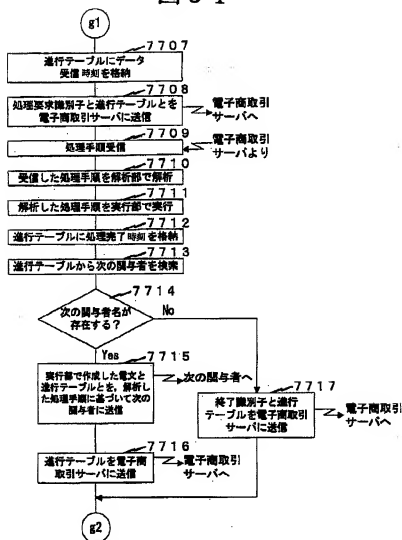 図54
g1
7707
進行テーブルにデータ
受信時刻を格納
7708
処理要求識別子と進行テーブルとを
電子商取引サーバに送信
電子商取引
サーバへ
7709
処理手順受信
電子商取引
サーバより
7710
受信した処理手順を解析部で解析
7711
解析した処理手順を実行部で実行
7712
進行テーブルに処理完了時刻を格納
7713
進行テーブルから次の関与者を検索
7714
次の関与者名が
存在する？
No
Yes
7715
実行部で作成した電文と
進行テーブルとを，解析し
た処理手順に基づいて次の
関与者に送信
次の関与者へ
7717
終了識別子と進行
テーブルを電子商取引
サーバに送信
電子商取引
サーバへ
7716
進行テーブルを電子商
取引サーバに送信
電子商取引
サーバへ
g2